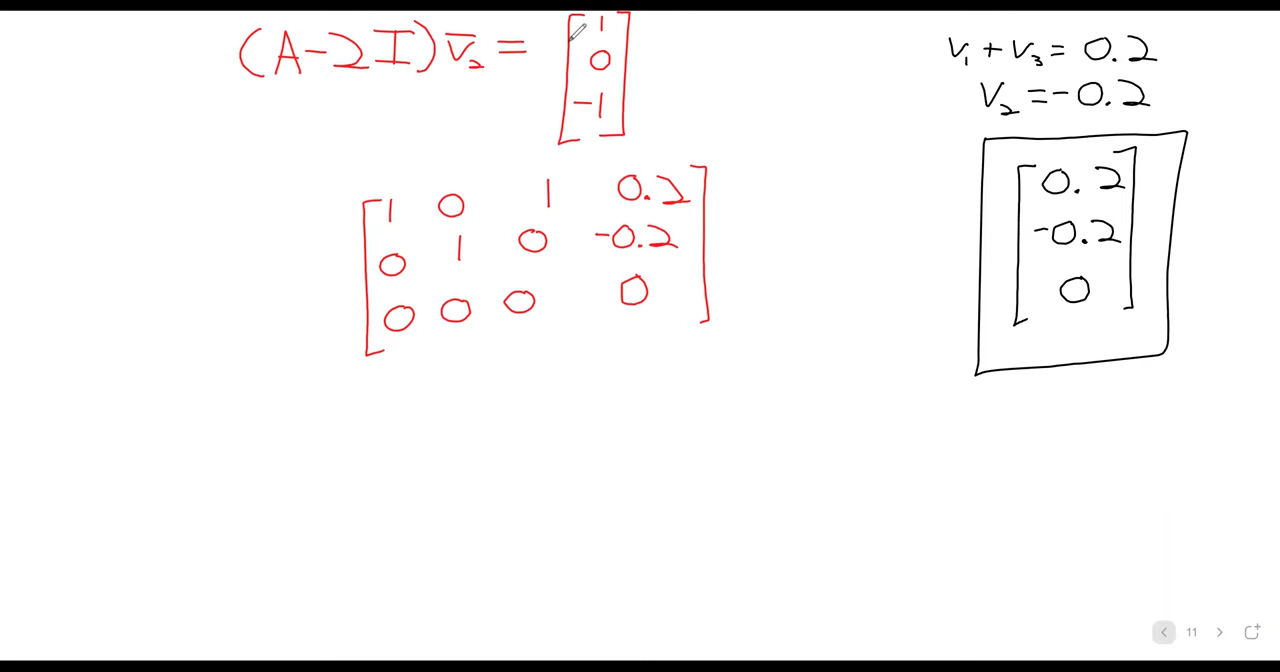 (A-2I)v̄₂ = [1
0
-1]
[1 0 1 0.2
0 1 0 -0.2
0 0 0 0]
v₁ + v₃ = 0.2
v₂ = -0.2
[0.2
-0.2
0]
11